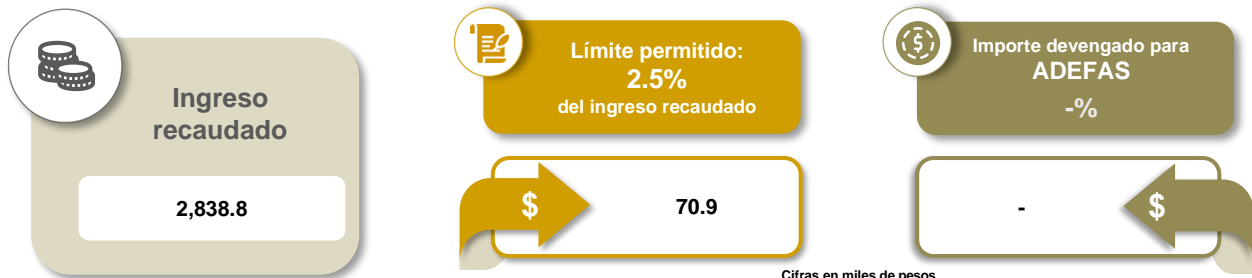 Ingreso
recaudado
2,838.8
Límite permitido:
2.5%
del ingreso recaudado
$
70.9
Importe devengado para
ADEFAS
-%
-
$
Cifras en miles de pesos